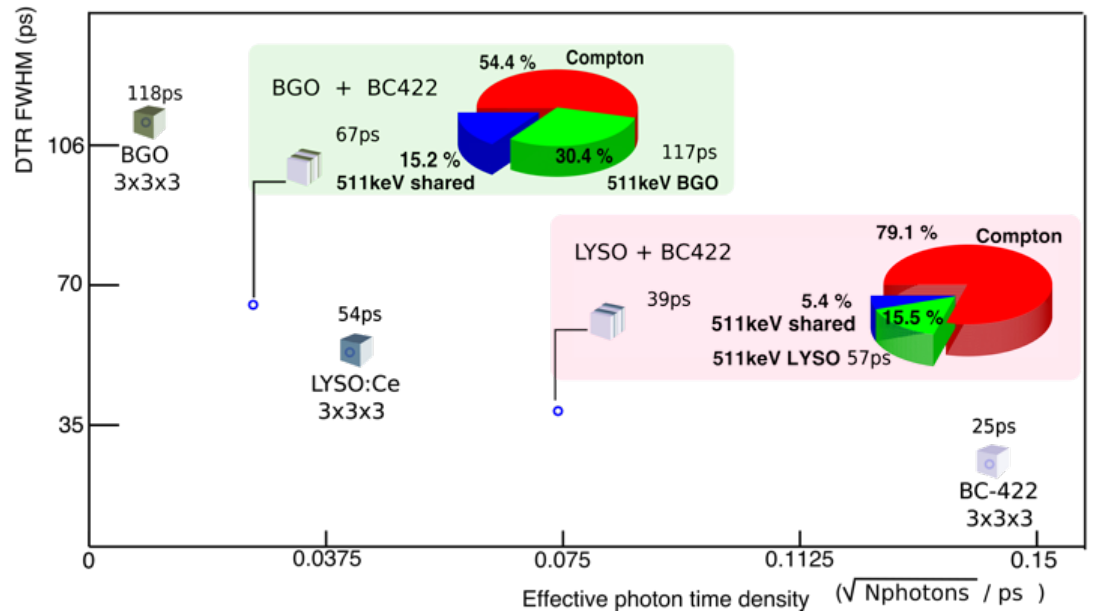 DTR FWHM (ps)
106
70
35
118ps
BGO
3x3x3
BGO + BC422
67ps
54.4 %
Compton
15.2 %
511keV shared
30.4 %
117ps
511keV BGO
LYSO + BC422
39ps
79.1 %
Compton
5.4 %
511keV shared
15.5 %
511keV LYSO 57ps
54ps
LYSO:Ce
3x3x3
25ps
BC-422
3x3x3
0
0.0375
0.075
0.1125
0.15
Effective photon time density (√Nphotons / ps )